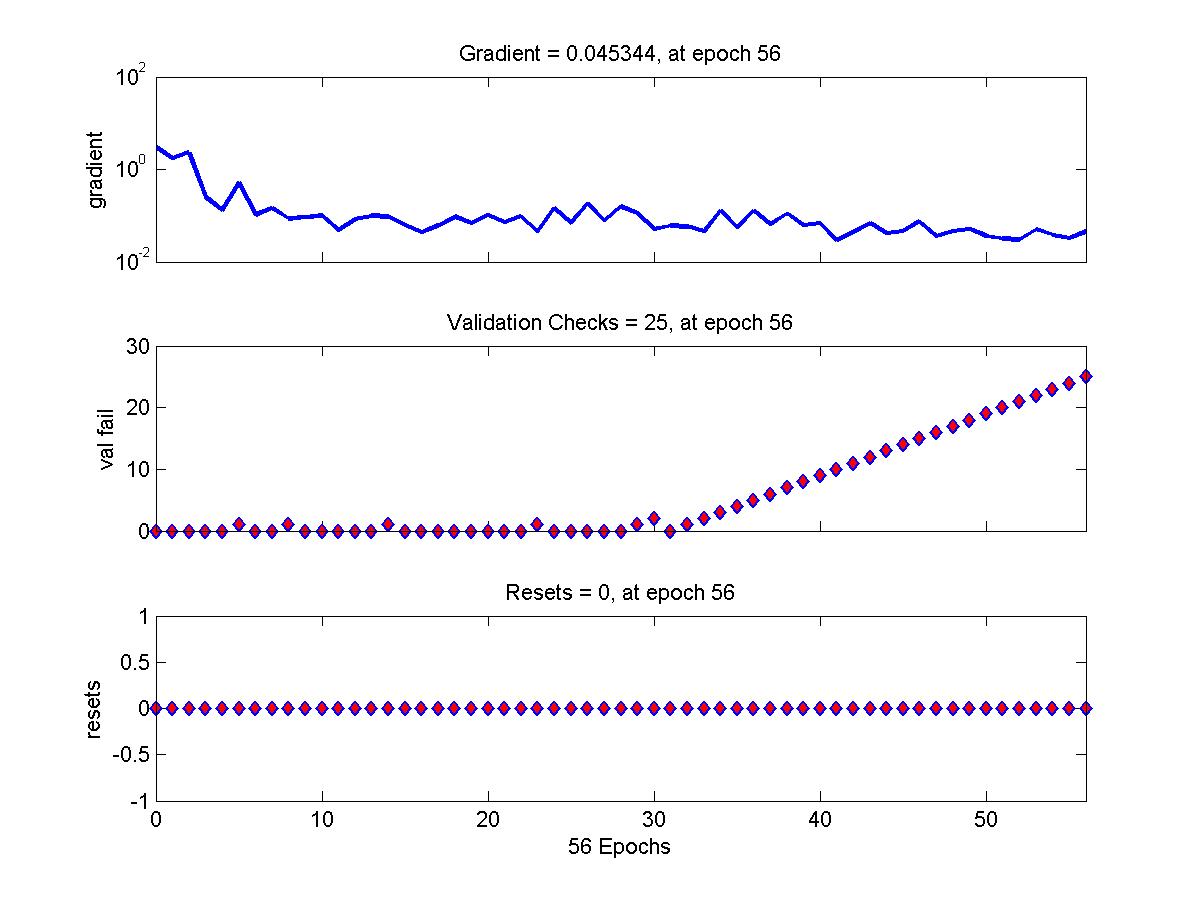 Gradient = 0.045344, at epoch 56
10^2
10^0
10^-2
gradient
Validation Checks = 25, at epoch 56
30
20
10
0
val fail
Resets = 0, at epoch 56
1
0.5
0
-0.5
-1
resets
0 10 20 30 40 50
56 Epochs